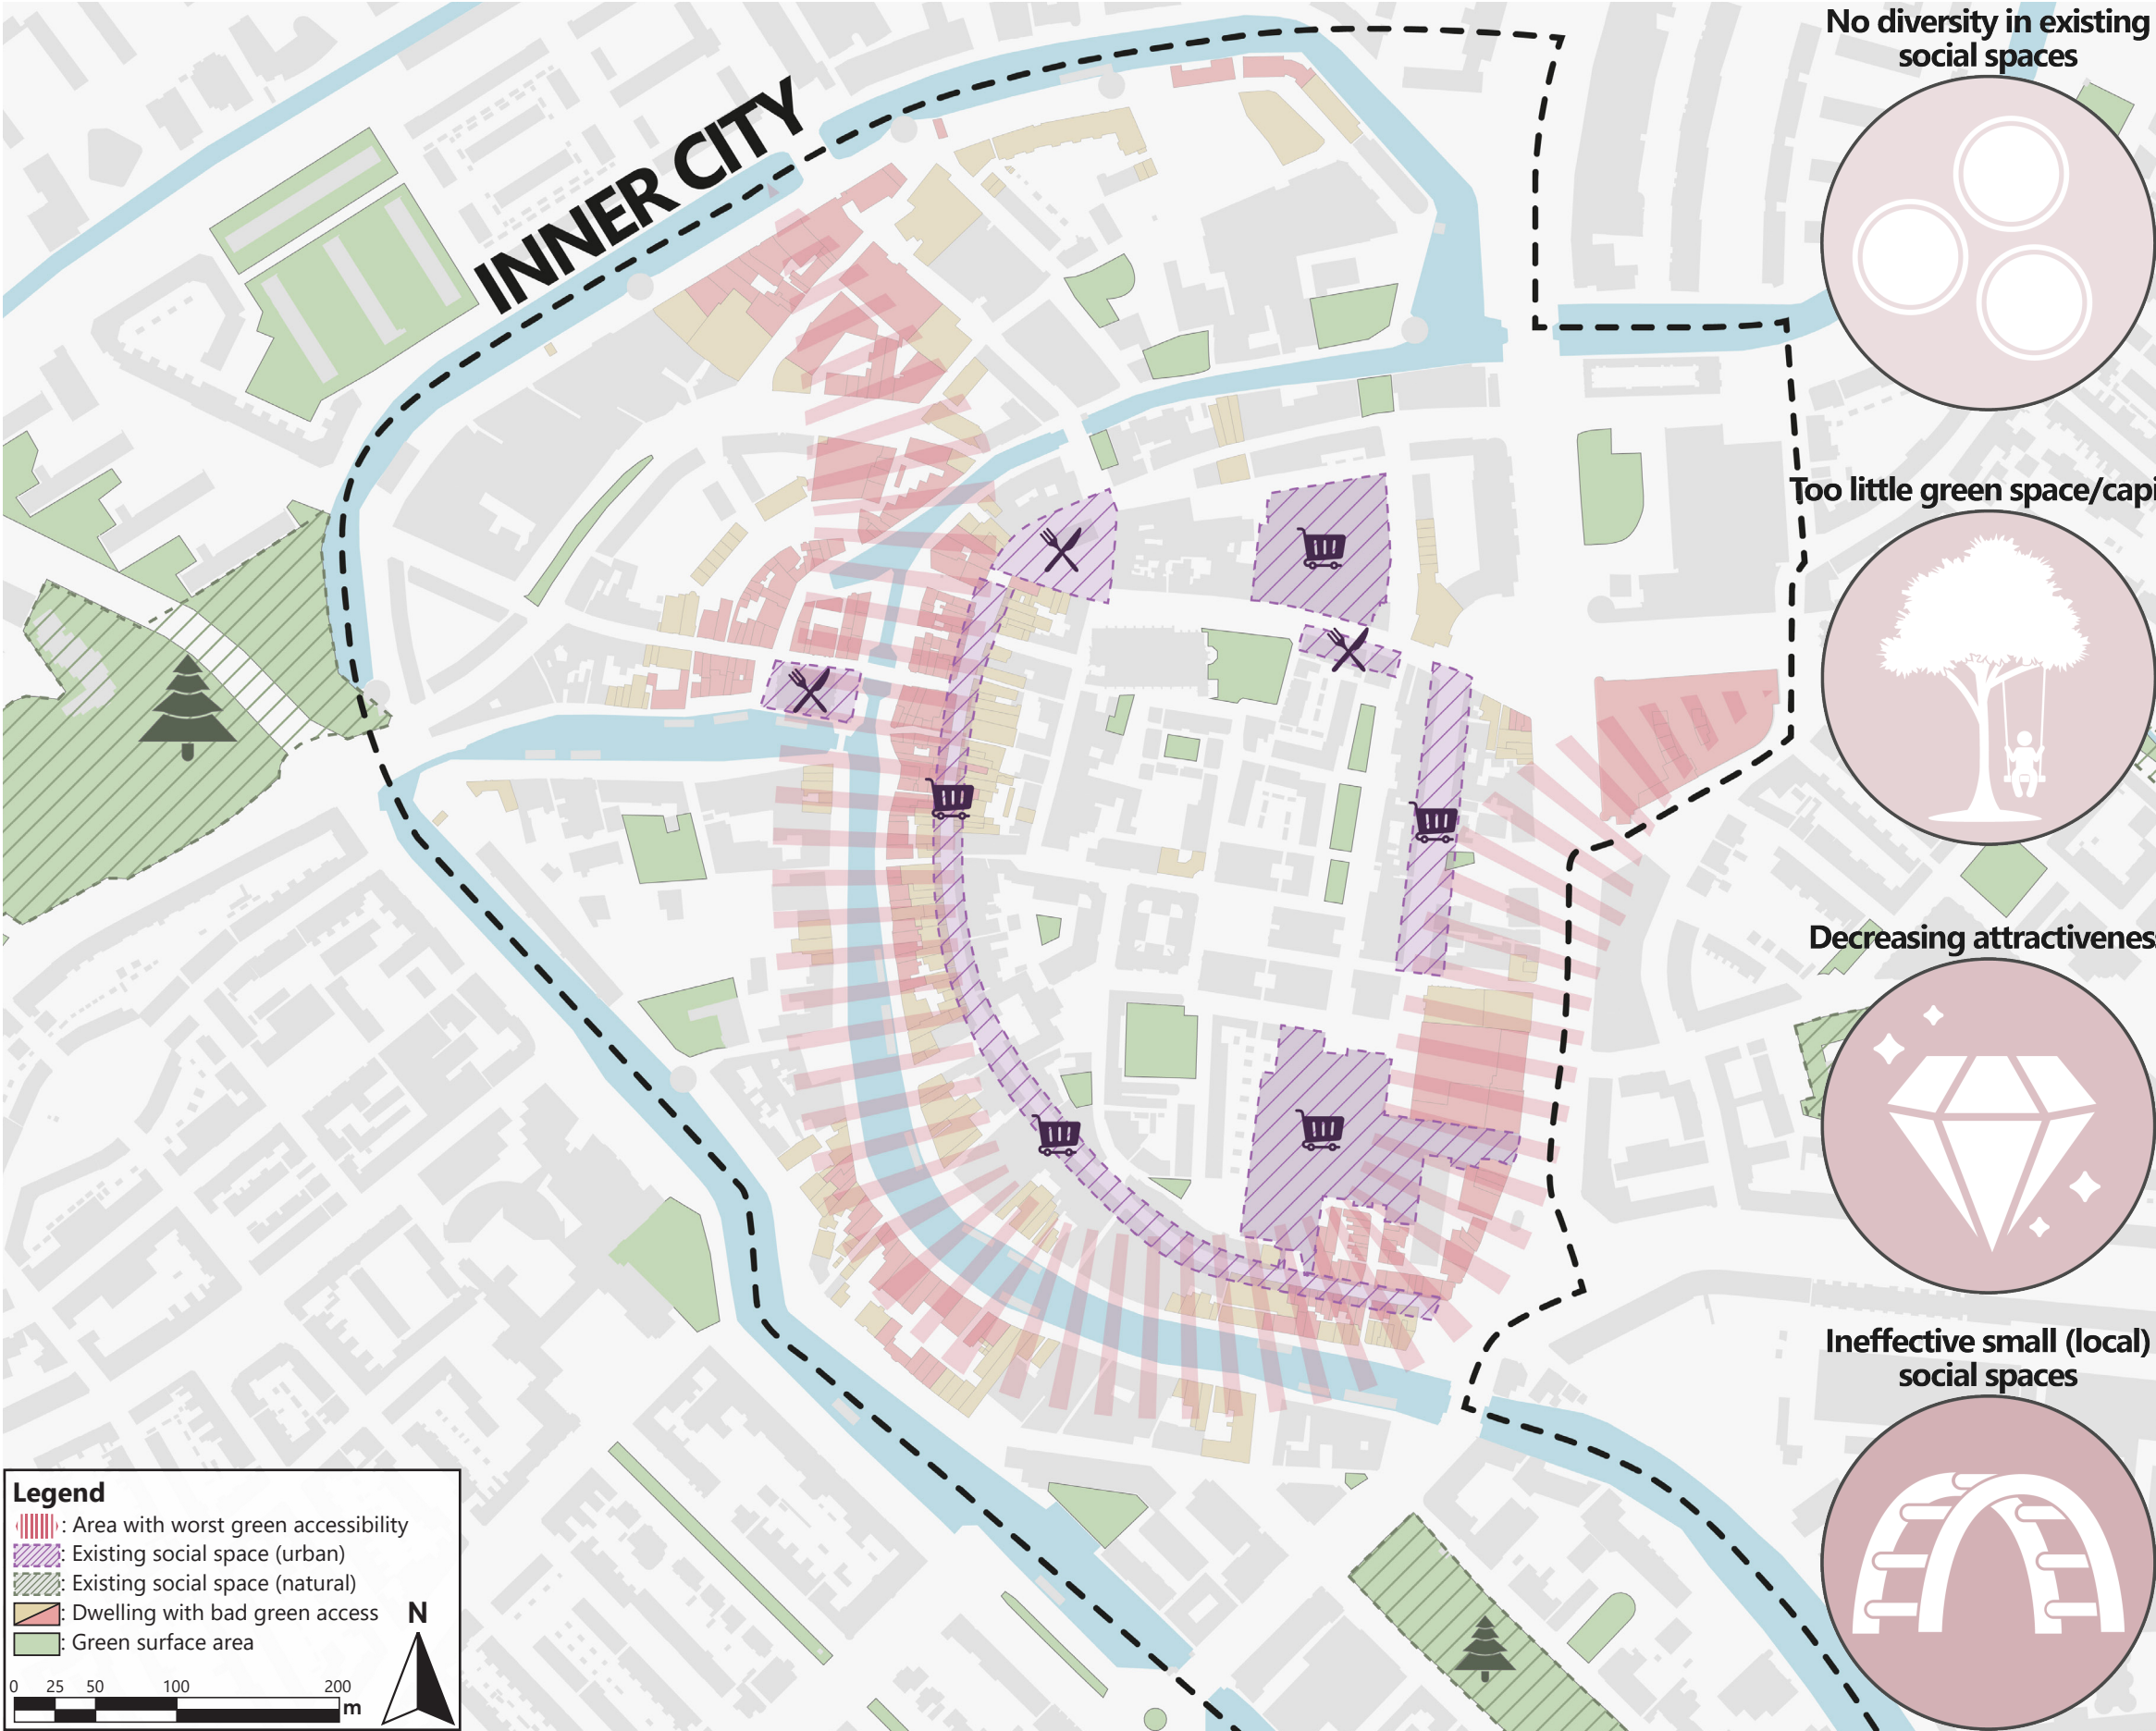 No diversity in existing
social spaces
INNER CITY
Too little green space/capi
Decreasing attractiveness
Ineffective small (local)
social spaces
Legend
: Area with worst green accessibility
: Existing social space (urban)
: Existing social space (natural)
: Dwelling with bad green access
: Green surface area
N
0 25 50 100 200
m